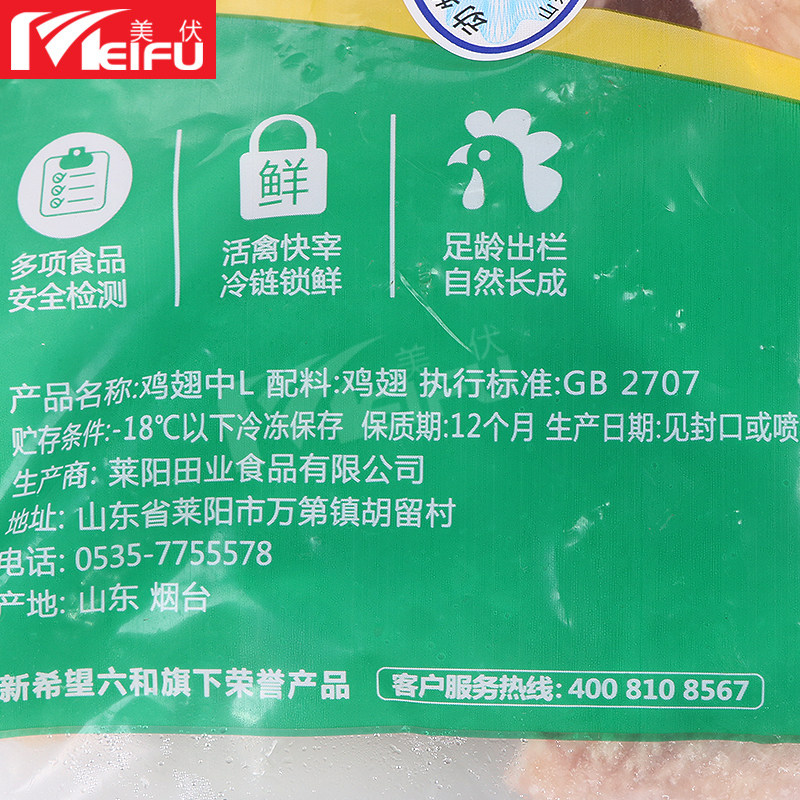 美伏
MEIFU
动
鲜
多项食品
安全检测
活禽快宰
冷链锁鲜
足龄出栏
自然长成
美伏
产品名称:鸡翅中L 配料:鸡翅 执行标准:GB 2707
贮存条件:-18℃以下冷冻保存 保质期:12个月 生产日期:见封口或喷
生产商: 莱阳田业食品有限公司
地址: 山东省莱阳市万第镇胡留村
电话: 0535-7755578
产地: 山东 烟台
新希望六和旗下荣誉产品
客户服务热线: 400 810 8567